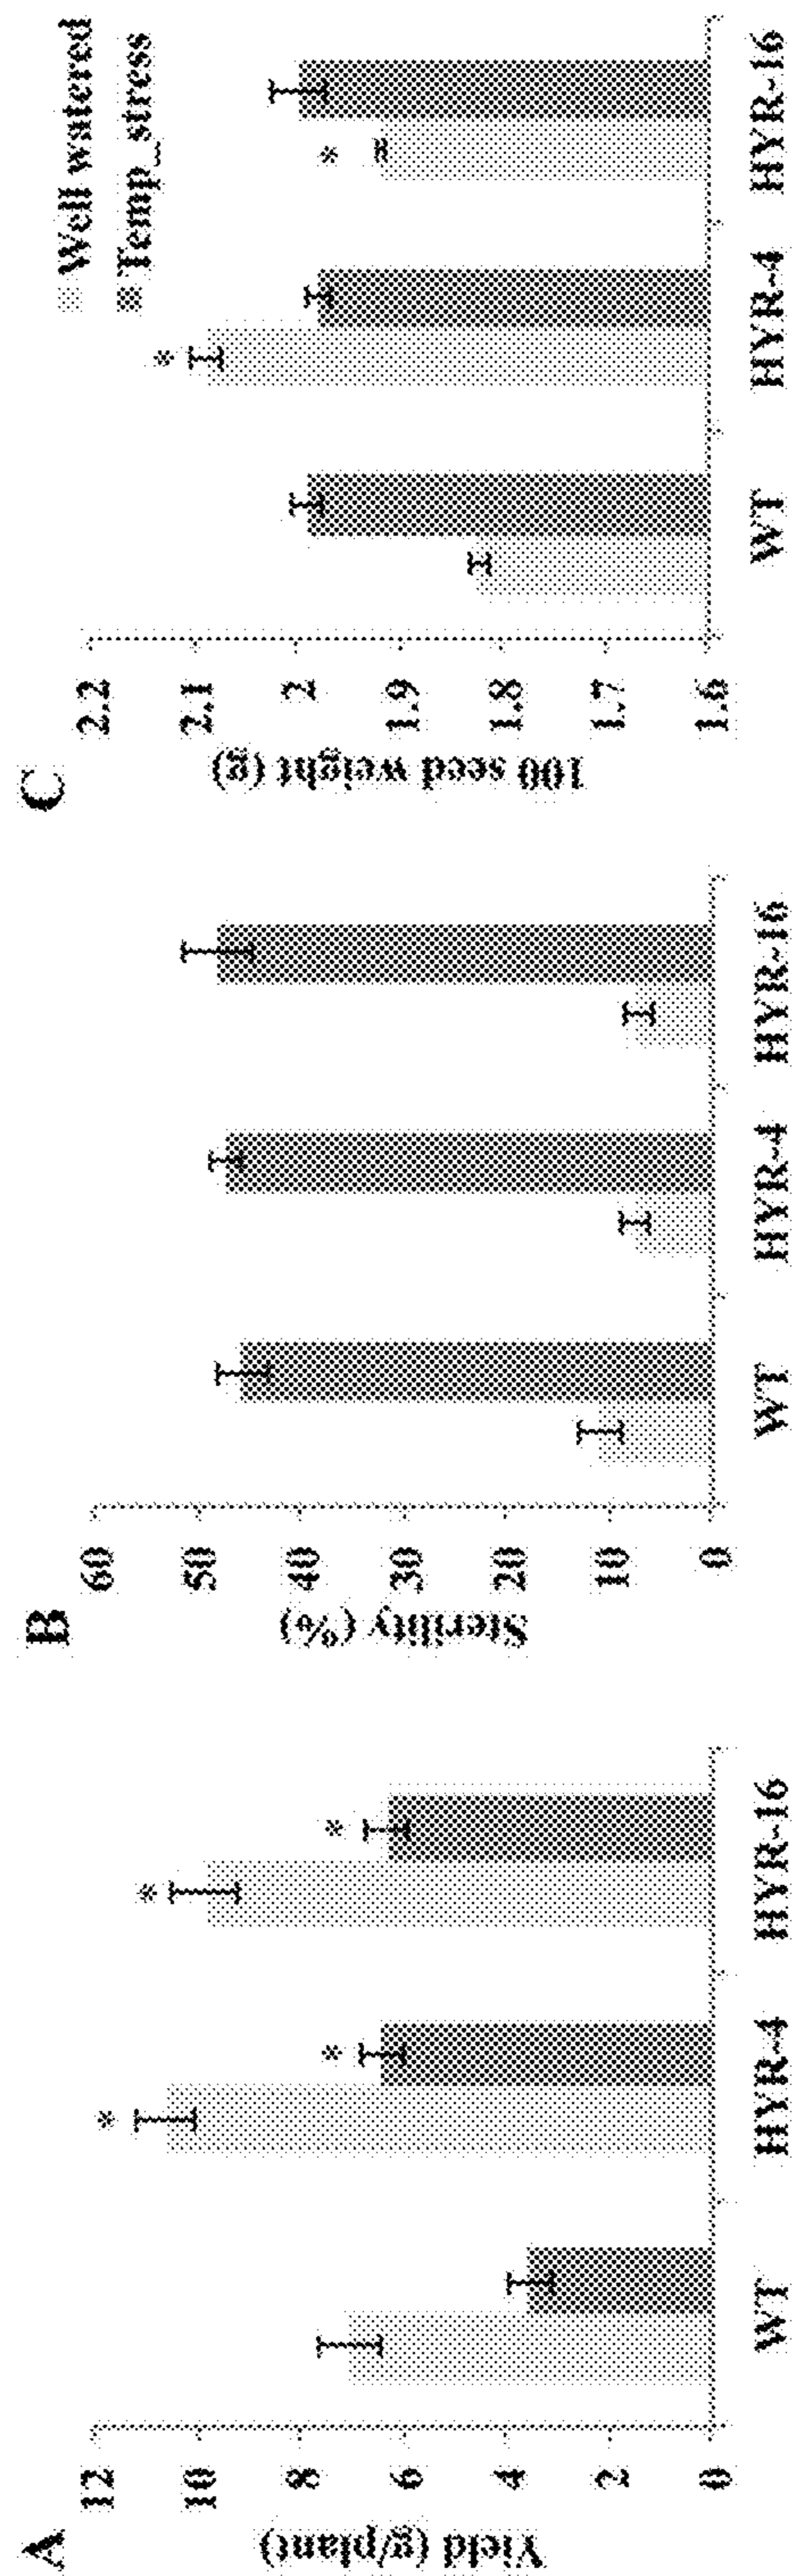 A
Yield (g/plant)
12
10
8
6
4
2
0
WT
HYR-4
HYR-16
*
*
*
*
B
Sterility (%)
60
50
40
30
20
10
0
WT
HYR-4
HYR-16
C
100 seed weight (g)
2.2
2.1
2
1.9
1.8
1.7
1.6
WT
HYR-4
HYR-16
*
*
Well watered
Temp_stress